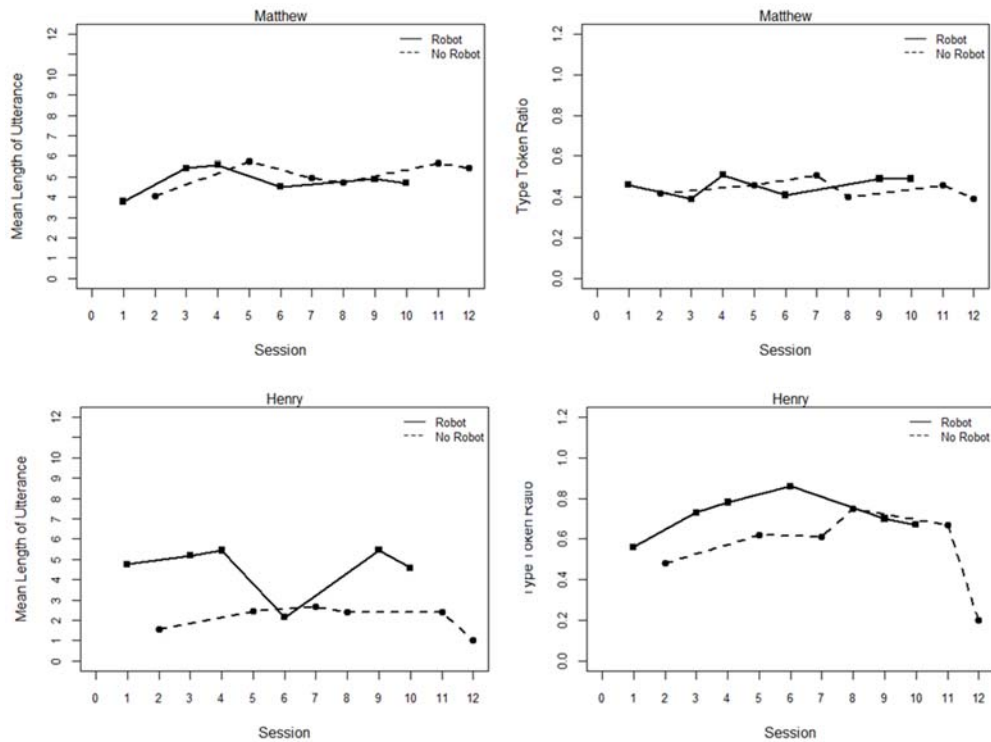 Matthew
Mean Length of Utterance
12
11
10
9
8
7
6
5
4
3
2
1
0
Robot
No Robot
0 1 2 3 4 5 6 7 8 9 10 11 12
Session
Matthew
Type Token Ratio
1.2
1.0
0.8
0.6
0.4
0.2
0.0
Robot
No Robot
0 1 2 3 4 5 6 7 8 9 10 11 12
Session
Henry
Mean Length of Utterance
12
11
10
9
8
7
6
5
4
3
2
1
0
Robot
No Robot
0 1 2 3 4 5 6 7 8 9 10 11 12
Session
Henry
Type Token Ratio
1.2
1.0
0.8
0.6
0.4
0.2
0.0
Robot
No Robot
0 1 2 3 4 5 6 7 8 9 10 11 12
Session